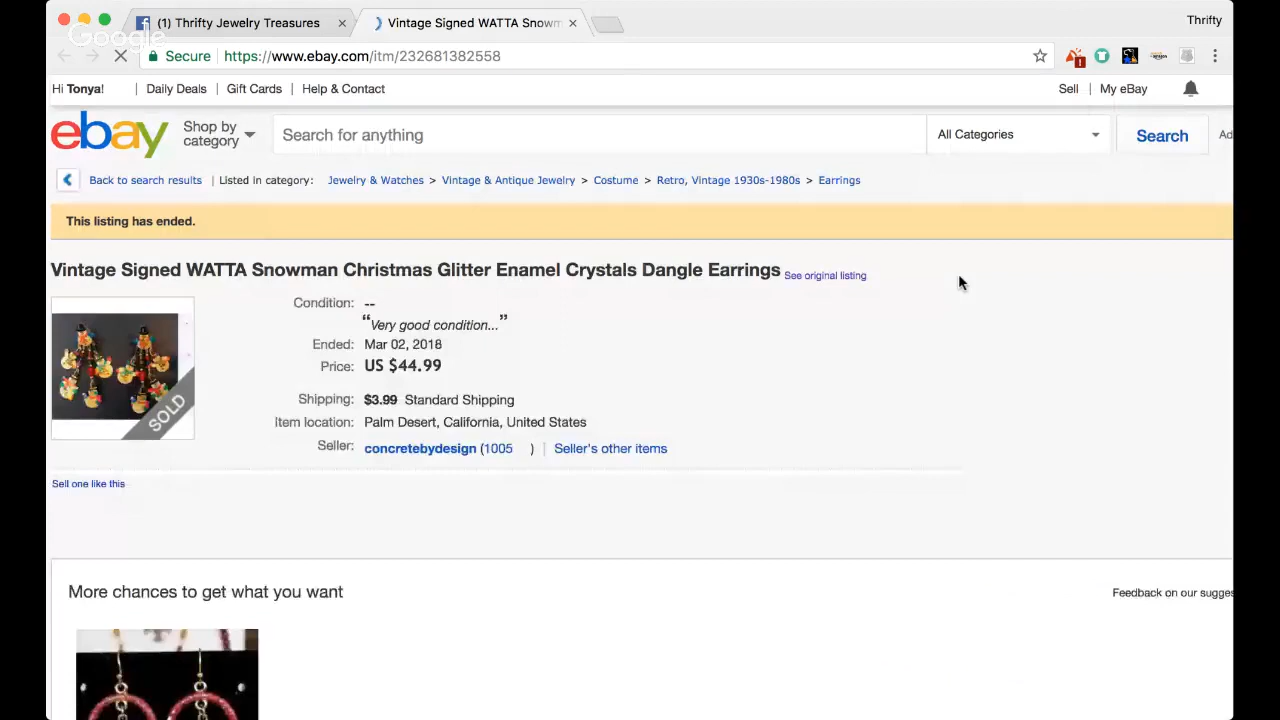 (1) Thrifty Jewelry Treasures
Vintage Signed WATTA Snowm
Thrifty
Google
Secure https://www.ebay.com/itm/232681382558
Hi Tonya! | Daily Deals | Gift Cards | Help & Contact
Sell | My eBay
ebay
Shop by
category
Search for anything
All Categories
Search
Ad
Back to search results | Listed in category: Jewelry & Watches > Vintage & Antique Jewelry > Costume > Retro, Vintage 1930s-1980s > Earrings
This listing has ended.
Vintage Signed WATTA Snowman Christmas Glitter Enamel Crystals Dangle Earrings See original listing
SOLD
Condition: --
“Very good condition...”
Ended: Mar 02, 2018
Price: US $44.99
Shipping: $3.99 Standard Shipping
Item location: Palm Desert, California, United States
Seller: concretebydesign (1005 ) | Seller's other items
Sell one like this
More chances to get what you want
Feedback on our sugges